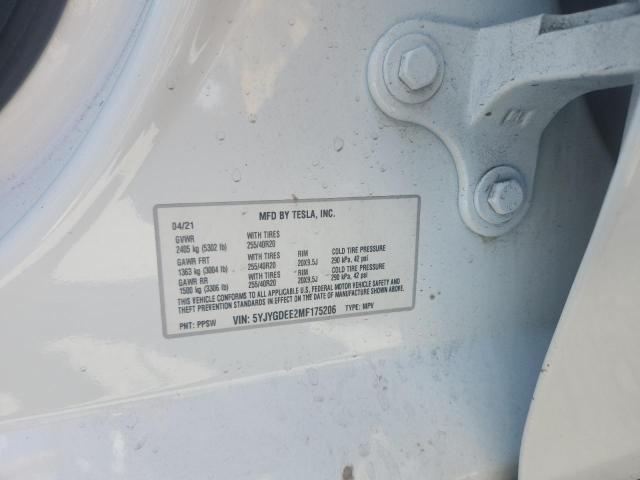 MFD BY TESLA, INC.
04/21
GVWR WITH TIRES
2405 kg (5302 lb) 255/40R20
GAWR FRT WITH TIRES RIM COLD TIRE PRESSURE
1363 kg (3004 lb) 255/40R20 20X9.5J 290 kPa, 42 psi
GAWR RR WITH TIRES RIM COLD TIRE PRESSURE
1500 kg (3306 lb) 255/40R20 20X9.5J 290 kPa, 42 psi
THIS VEHICLE CONFORMS TO ALL APPLICABLE U.S. FEDERAL MOTOR VEHICLE SAFETY AND
THEFT PREVENTION STANDARDS IN EFFECT ON THE DATE OF MANUFACTURE SHOWN ABOVE.
PNT: PPSW VIN: 5YJYGDEE2MF175206 TYPE: MPV